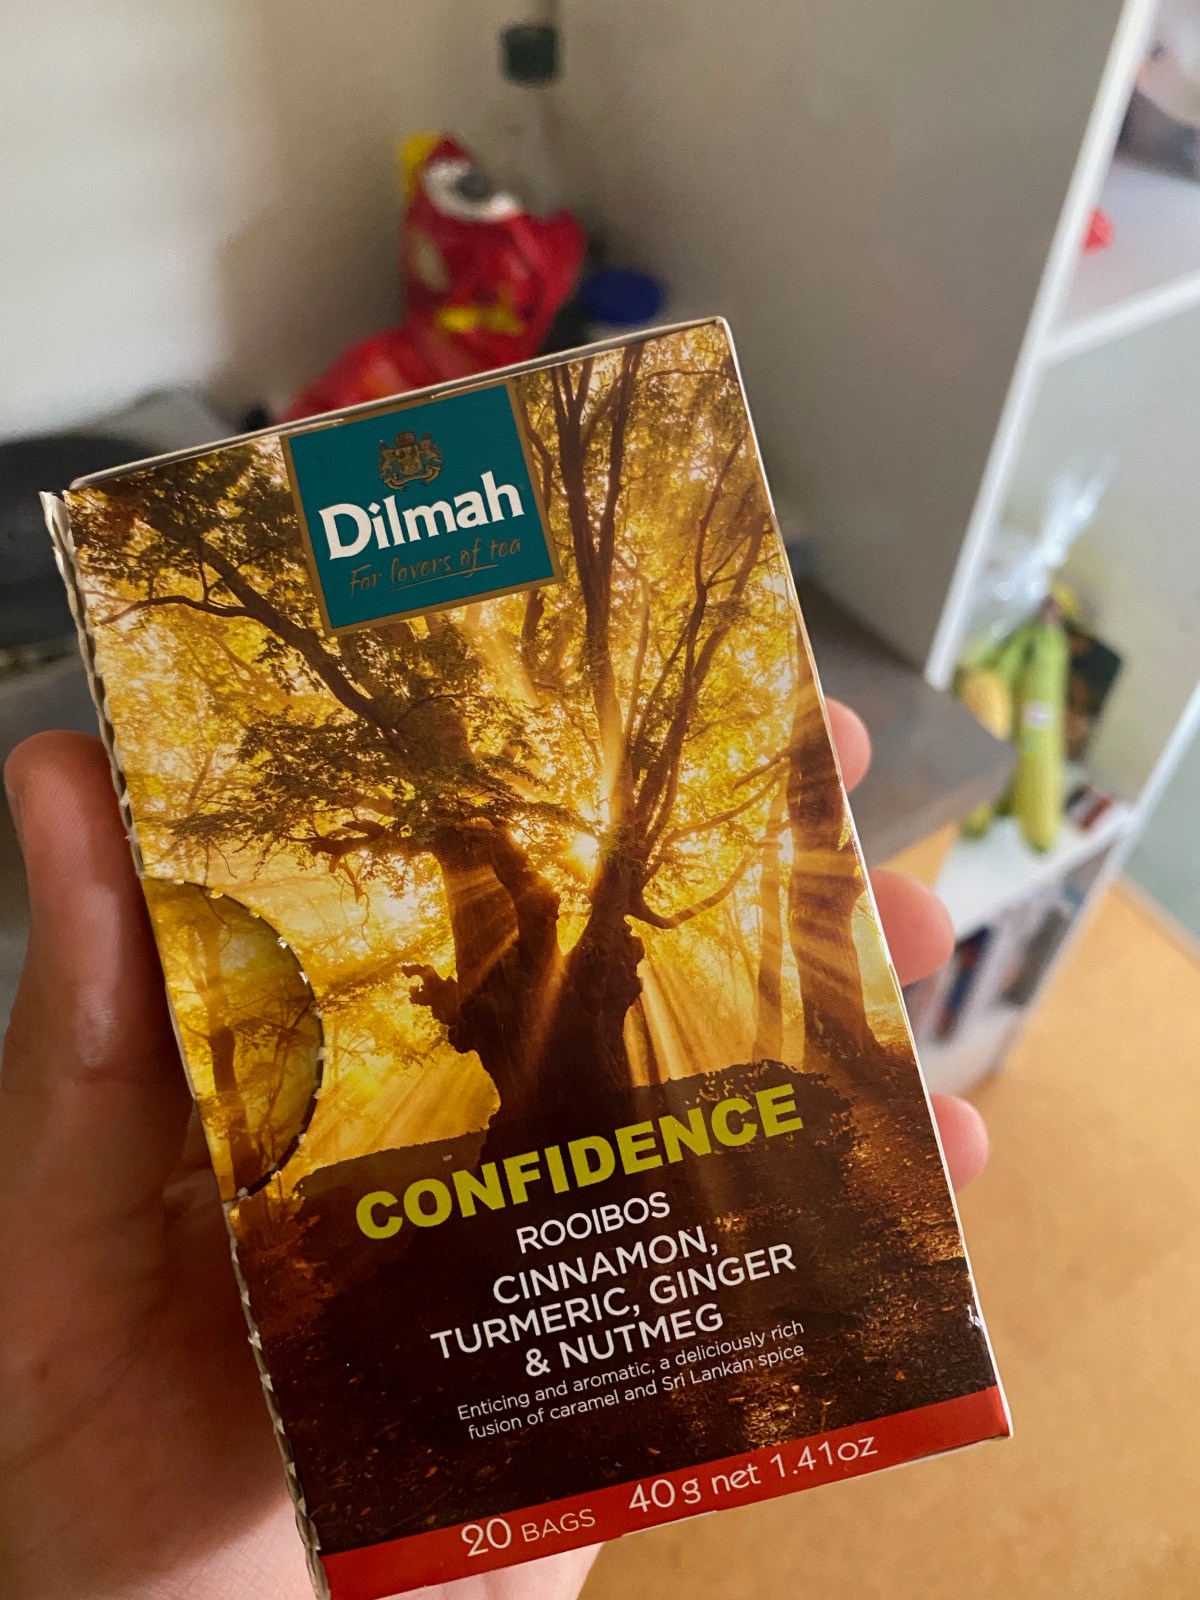 Dilmah
For lovers of tea
CONFIDENCE
ROOIBOS
CINNAMON,
TURMERIC, GINGER
& NUTMEG
Enticing and aromatic, a deliciously rich
fusion of caramel and Sri Lankan spice
20 BAGS 40g net 1.41oz